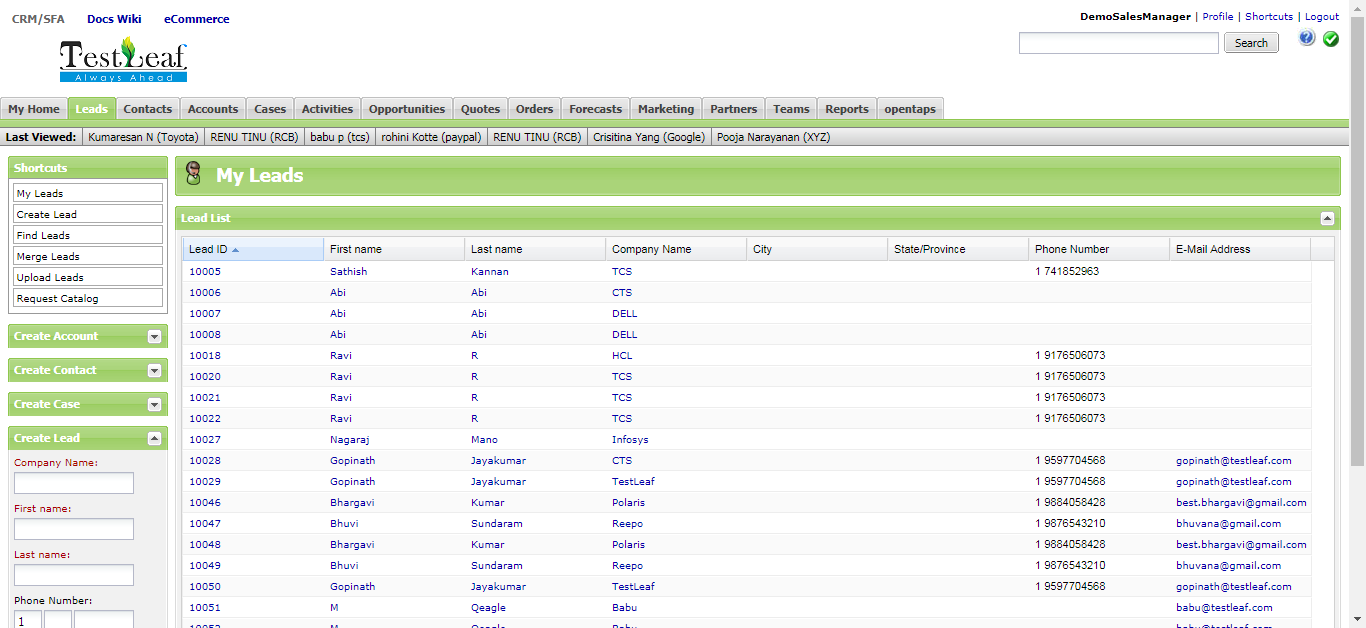 CRM/SFA Docs Wiki eCommerce
DemoSalesManager | Profile | Shortcuts | Logout
TestLeaf
Always Ahead
Search
?
My Home Leads Contacts Accounts Cases Activities Opportunities Quotes Orders Forecasts Marketing Partners Teams Reports opentaps
Last Viewed: Kumaresan N (Toyota) RENU TINU (RCB) babu p (tcs) rohini Kotte (paypal) RENU TINU (RCB) Crisitina Yang (Google) Pooja Narayanan (XYZ)
Shortcuts
My Leads
Create Lead
Find Leads
Merge Leads
Upload Leads
Request Catalog
Create Account
Create Contact
Create Case
Create Lead
Company Name:
First name:
Last name:
Phone Number:
1
My Leads
Lead List
Lead ID First name Last name Company Name City State/Province Phone Number E-Mail Address
10005 Sathish Kannan TCS 1 741852963
10006 Abi Abi CTS
10007 Abi Abi DELL
10008 Abi Abi DELL
10018 Ravi R HCL 1 9176506073
10020 Ravi R TCS 1 9176506073
10021 Ravi R TCS 1 9176506073
10022 Ravi R TCS 1 9176506073
10027 Nagaraj Mano Infosys
10028 Gopinath Jayakumar CTS 1 9597704568 gopinath@testleaf.com
10029 Gopinath Jayakumar TestLeaf 1 9597704568 gopinath@testleaf.com
10046 Bhargavi Kumar Polaris 1 9884058428 best.bhargavi@gmail.com
10047 Bhuvi Sundaram Reepo 1 9876543210 bhuvana@gmail.com
10048 Bhargavi Kumar Polaris 1 9884058428 best.bhargavi@gmail.com
10049 Bhuvi Sundaram Reepo 1 9876543210 bhuvana@gmail.com
10050 Gopinath Jayakumar TestLeaf 1 9597704568 gopinath@testleaf.com
10051 M Qeagle Babu babu@testleaf.com